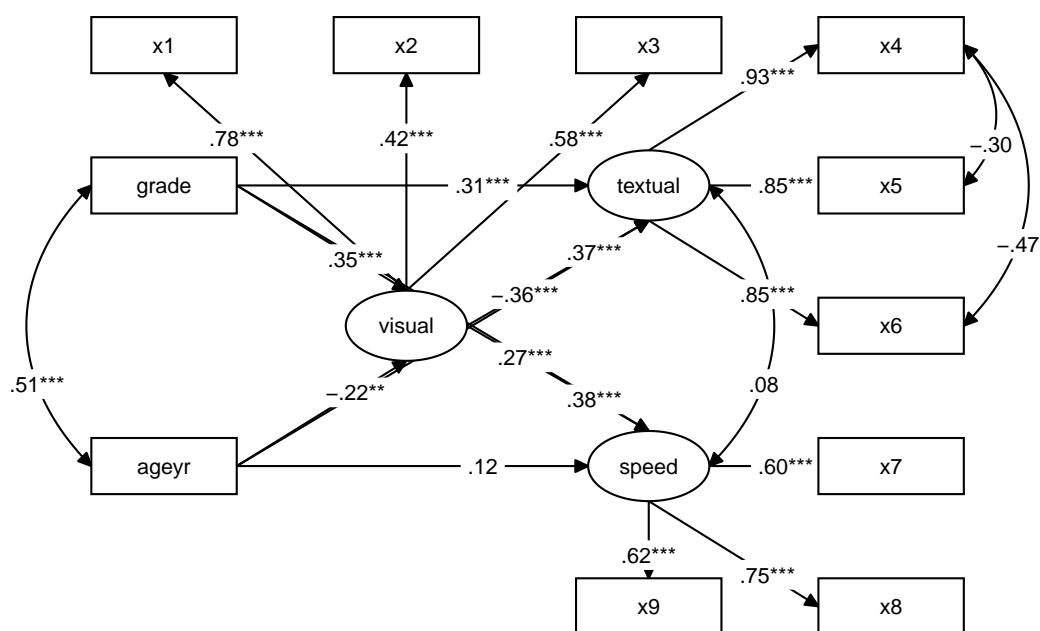 x1
x2
x3
x4
.93***
.78***
.42***
.58***
−.30
grade
.31***
textual
.85***
x5
.35***
.37***
−.47
−.36***
.85***
visual
x6
.27***
.51***
−.22**
.38***
.08
ageyr
.12
speed
.60***
x7
.62***
.75***
x9
x8